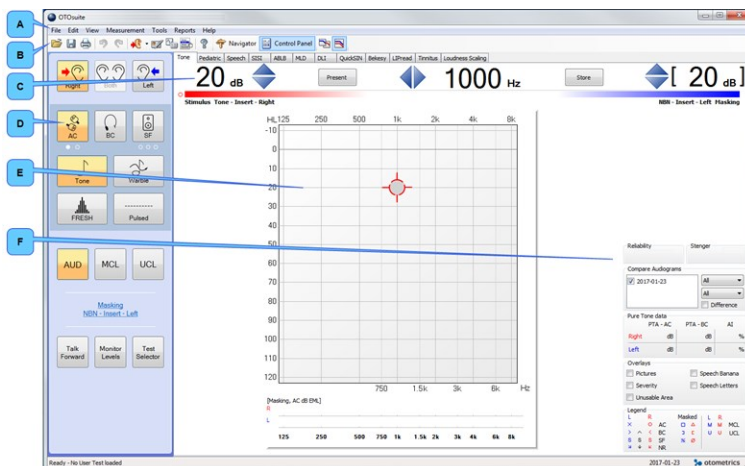 OTOsuite
A
File Edit View Measurement Tools Reports Help
B
Navigator Control Panel
Tone Pediatric Speech SISI ABLB MLD DLI QuickSIN Bekesy LIPread Tinnitus Loudness Scaling
C
Right Both Left
20 dB Present 1000 Hz Store [ 20 dB ]
Stimulus Tone - Insert - Right NBN - Insert - Left Masking
D
AC BC SF
E
Tone Warble
FRESH Pulsed
F
AUD MCL UCL
Masking
NBN - Insert - Left
Talk Forward Monitor Levels Test Selector
HL 125 250 500 1k 2k 4k 8k
-10
0
10
20
30
40
50
60
70
80
90
100
110
120
750 1.5k 3k 6k Hz
[Masking, AC dB EML]
R
L
125 250 500 750 1k 1.5k 2k 3k 4k 6k 8k
Reliability Stenger
Compare Audiograms
2017-01-23 All
All
Difference
Pure Tone data
PTA - AC PTA - BC AI
Right dB dB %
Left dB dB %
Overlays
Pictures Speech Banana
Severity Speech Letters
Unusable Area
Legend
L R Masked L R
AC M M MCL
BC U U UCL
S S SF
NR
Ready - No User Test loaded 2017-01-23 otometrics